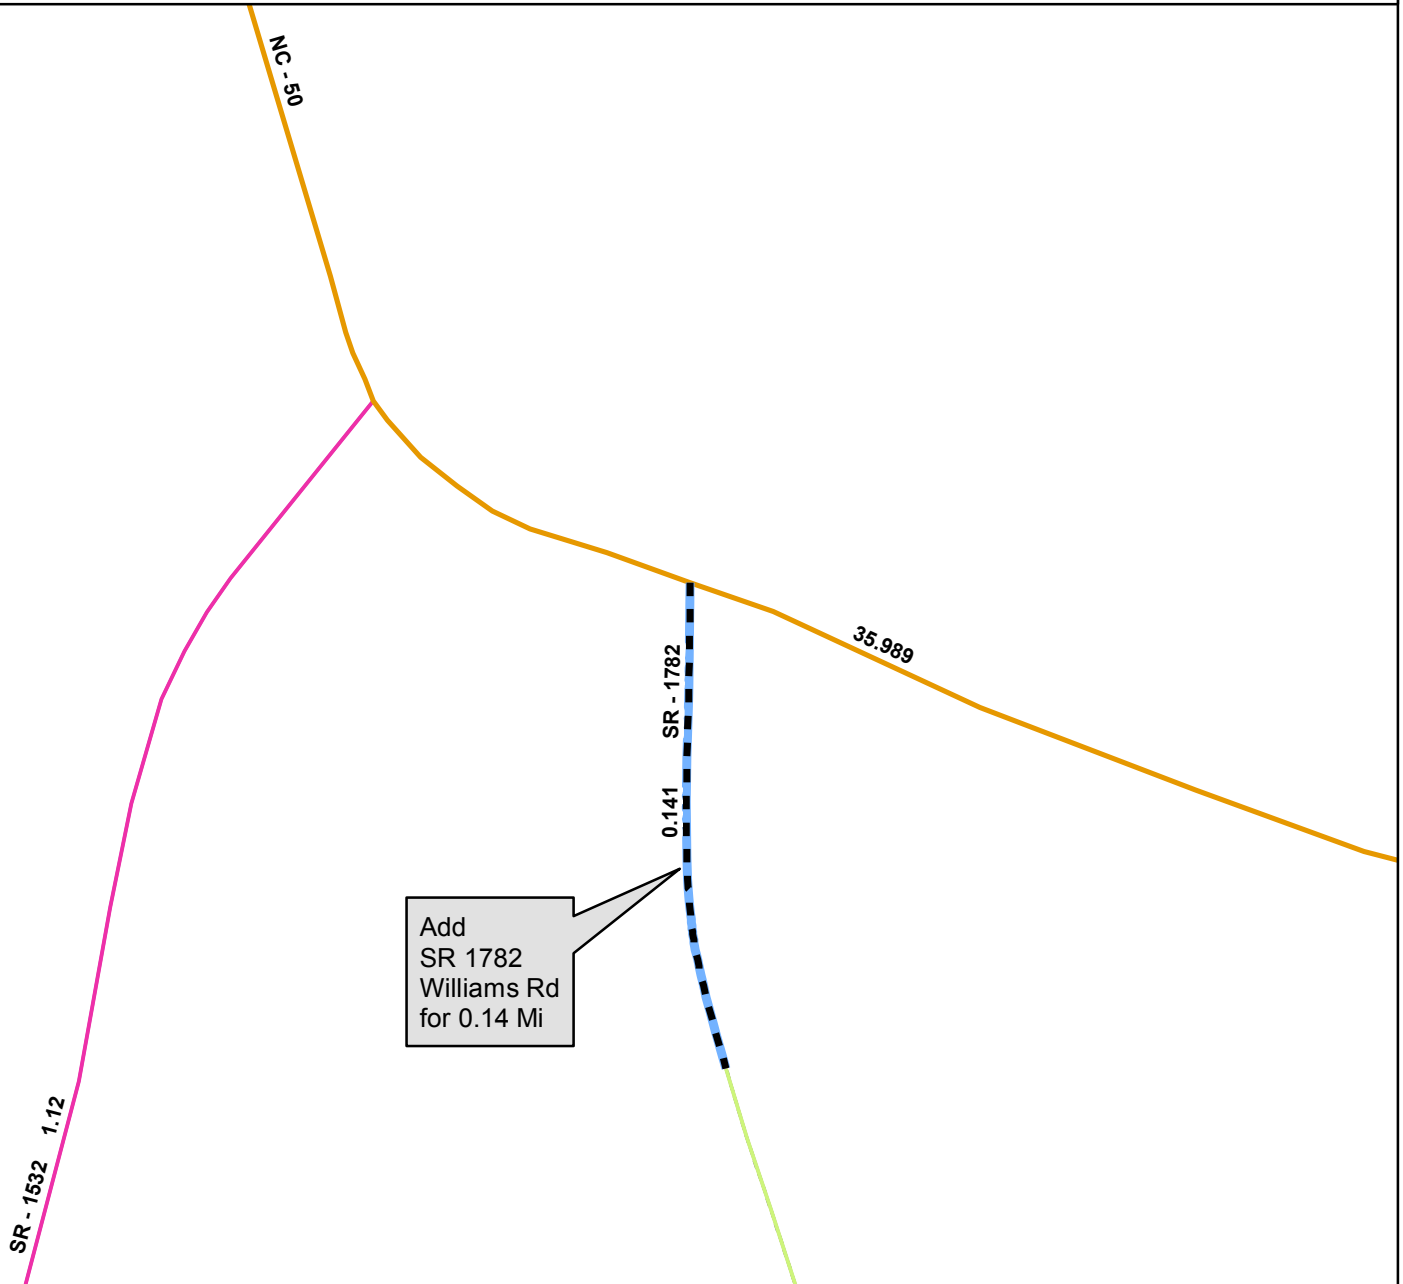 NC - 50
35.989
SR - 1782
0.141
Add
SR 1782
Williams Rd
for 0.14 Mi
1.12
SR - 1532